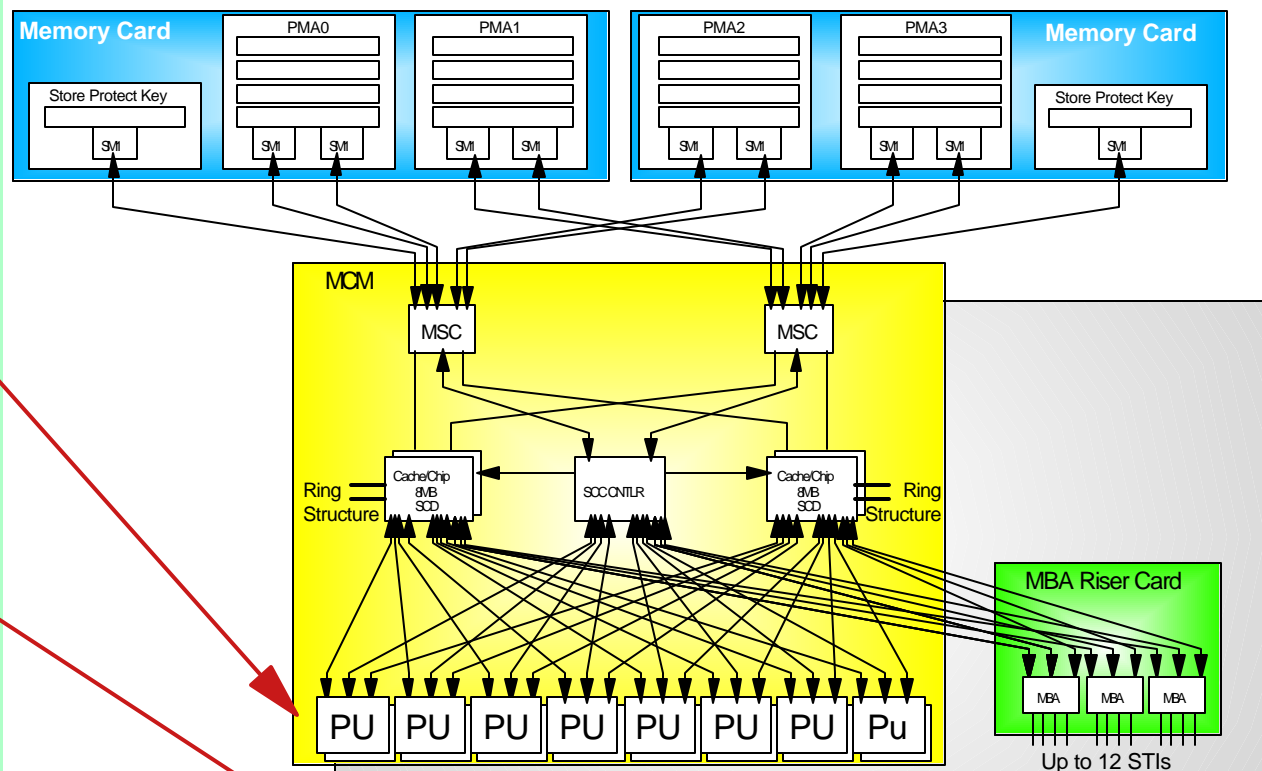 Memory Card
PMA0
PMA1
PMA2
PMA3
Memory Card
Store Protect Key
Store Protect Key
SMI
SMI
SMI
SMI
SMI
SMI
SMI
SMI
SMI
SMI
MCM
MSC
MSC
Ring
Structure
Cache/Chip
8MB
SCD
SCC CNTLR
Cache/Chip
8MB
SCD
Ring
Structure
MBA Riser Card
MBA
MBA
MBA
PU
PU
PU
PU
PU
PU
PU
Pu
Up to 12 STIs